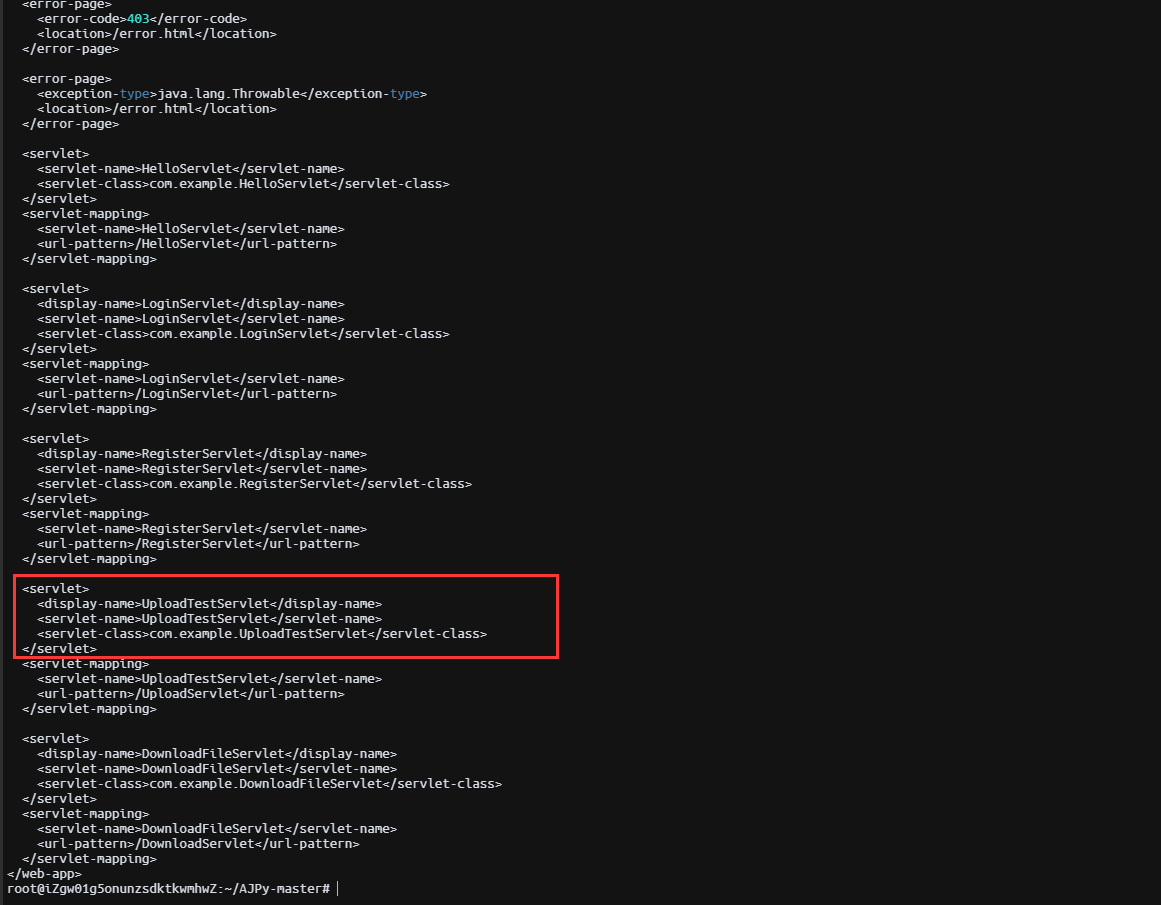 <error-page>
<error-code>403</error-code>
<location>/error.html</location>
</error-page>
<error-page>
<exception-type>java.lang.Throwable</exception-type>
<location>/error.html</location>
</error-page>
<servlet>
<servlet-name>HelloServlet</servlet-name>
<servlet-class>com.example.HelloServlet</servlet-class>
</servlet>
<servlet-mapping>
<servlet-name>HelloServlet</servlet-name>
<url-pattern>/HelloServlet</url-pattern>
</servlet-mapping>
<servlet>
<display-name>LoginServlet</display-name>
<servlet-name>LoginServlet</servlet-name>
<servlet-class>com.example.LoginServlet</servlet-class>
</servlet>
<servlet-mapping>
<servlet-name>LoginServlet</servlet-name>
<url-pattern>/LoginServlet</url-pattern>
</servlet-mapping>
<servlet>
<display-name>RegisterServlet</display-name>
<servlet-name>RegisterServlet</servlet-name>
<servlet-class>com.example.RegisterServlet</servlet-class>
</servlet>
<servlet-mapping>
<servlet-name>RegisterServlet</servlet-name>
<url-pattern>/RegisterServlet</url-pattern>
</servlet-mapping>
<servlet>
<display-name>UploadTestServlet</display-name>
<servlet-name>UploadTestServlet</servlet-name>
<servlet-class>com.example.UploadTestServlet</servlet-class>
</servlet>
<servlet-mapping>
<servlet-name>UploadTestServlet</servlet-name>
<url-pattern>/UploadServlet</url-pattern>
</servlet-mapping>
<servlet>
<display-name>DownloadFileServlet</display-name>
<servlet-name>DownloadFileServlet</servlet-name>
<servlet-class>com.example.DownloadFileServlet</servlet-class>
</servlet>
<servlet-mapping>
<servlet-name>DownloadFileServlet</servlet-name>
<url-pattern>/DownloadServlet</url-pattern>
</servlet-mapping>
</web-app>
root@iZgw01g5onunzsdktkwmhwZ:~/AJPy-master#